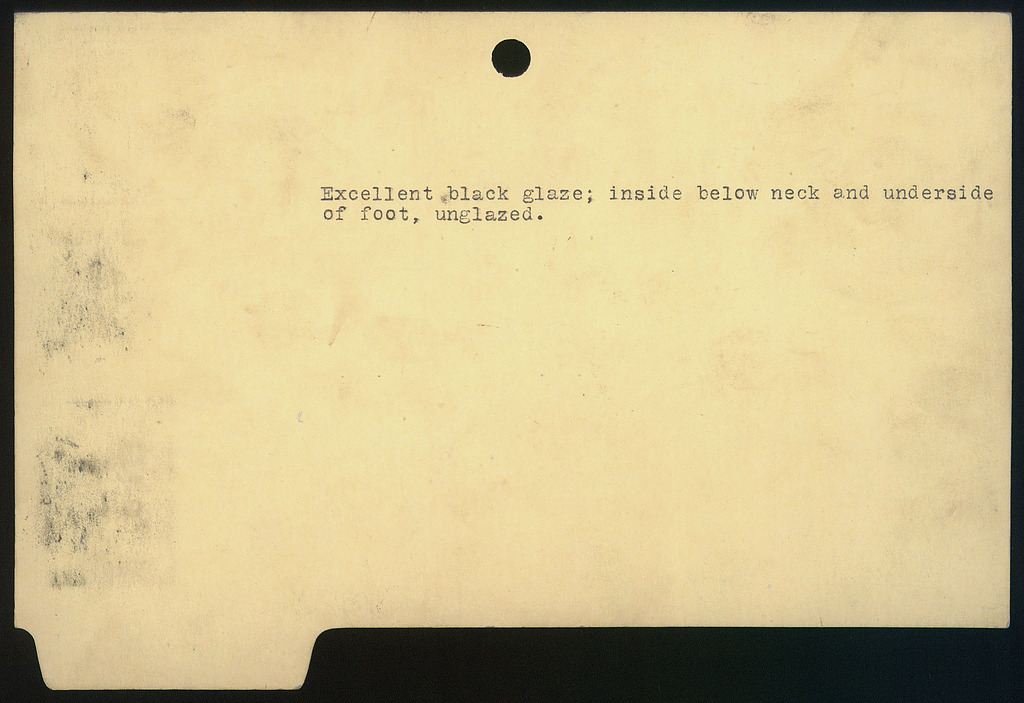 Excellent black glaze; inside below neck and underside
of foot, unglazed.